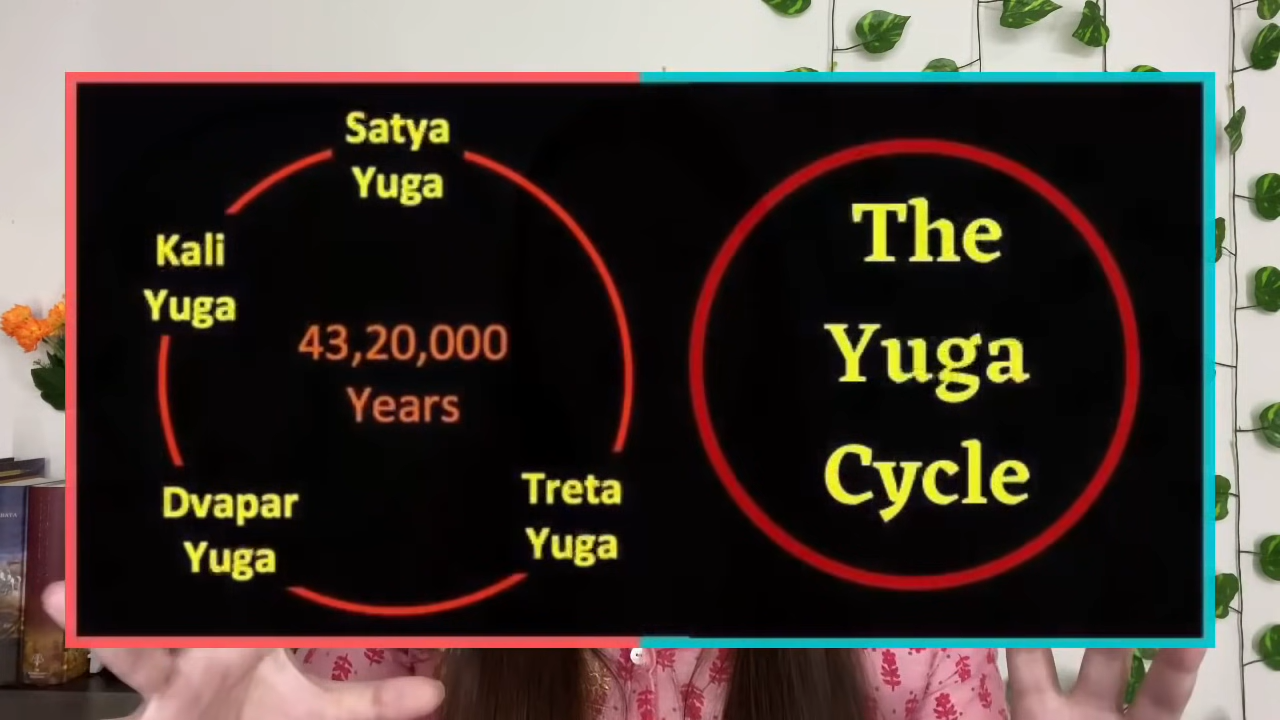 Satya
Yuga
Kali
Yuga
43,20,000
Years
Dvapar
Yuga
Treta
Yuga
The
Yuga
Cycle